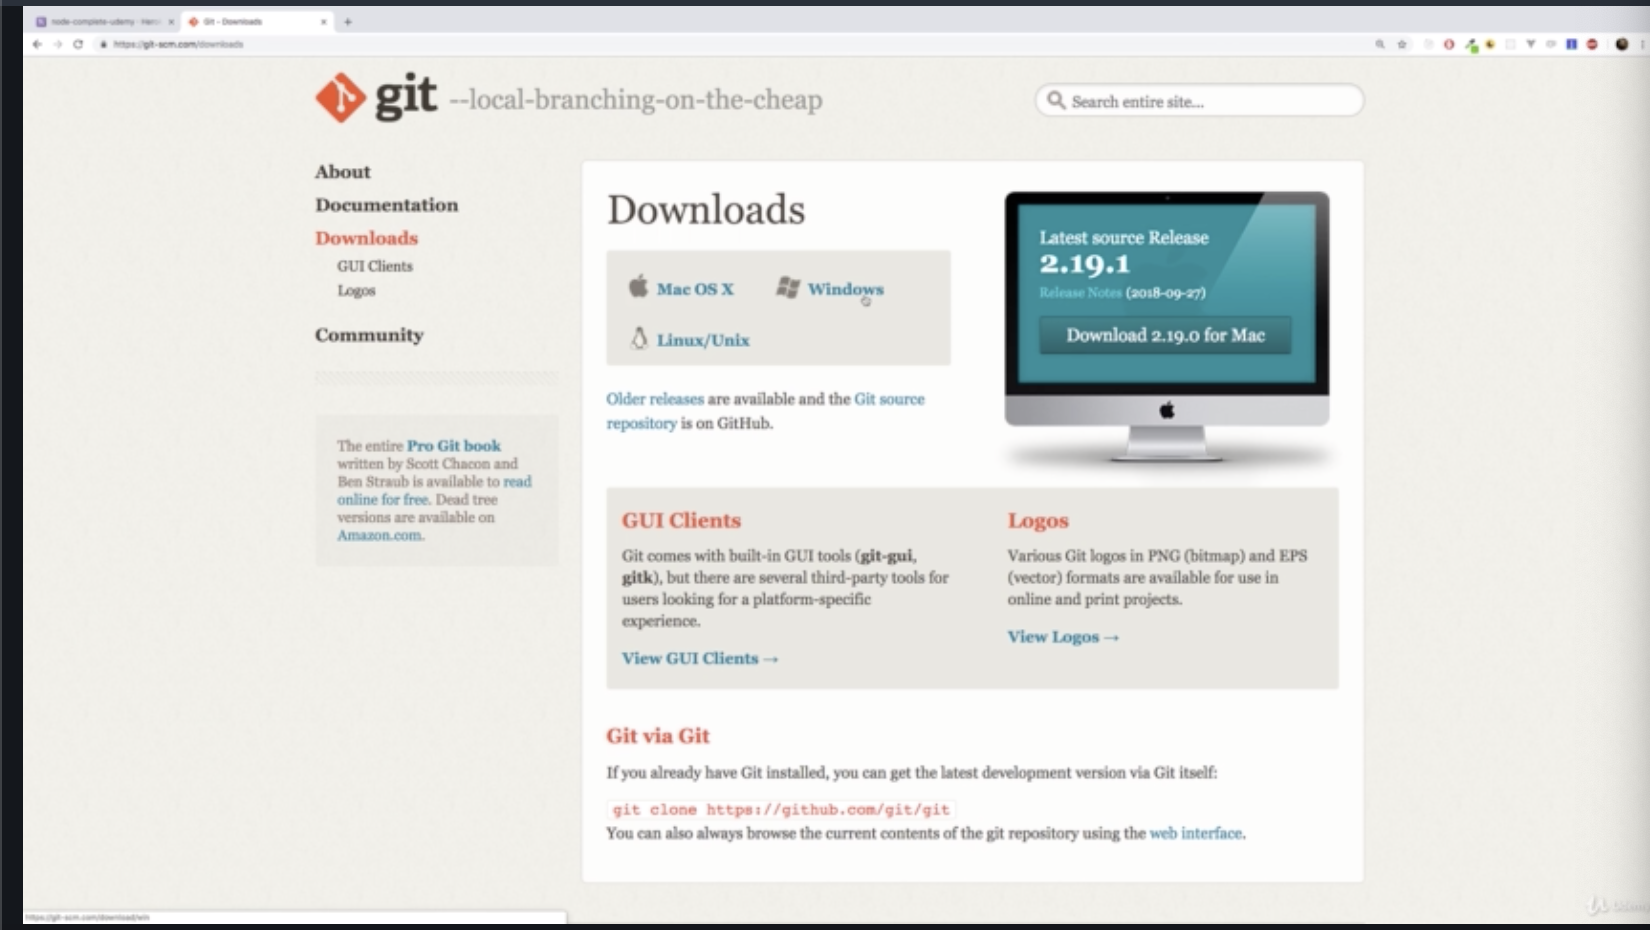 node-complete-udemy - Hero
Git - Downloads
https://git-scm.com/downloads
git --local-branching-on-the-cheap
Search entire site...
About
Documentation
Downloads
GUI Clients
Logos
Community
The entire Pro Git book
written by Scott Chacon and
Ben Straub is available to read
online for free. Dead tree
versions are available on
Amazon.com.
Downloads
Mac OS X
Windows
Linux/Unix
Older releases are available and the Git source
repository is on GitHub.
Latest source Release
2.19.1
Release Notes (2018-09-27)
Download 2.19.0 for Mac
GUI Clients
Git comes with built-in GUI tools (git-gui,
gitk), but there are several third-party tools for
users looking for a platform-specific
experience.
View GUI Clients →
Logos
Various Git logos in PNG (bitmap) and EPS
(vector) formats are available for use in
online and print projects.
View Logos →
Git via Git
If you already have Git installed, you can get the latest development version via Git itself:
git clone https://github.com/git/git
You can also always browse the current contents of the git repository using the web interface.
https://git-scm.com/download/win
Udemy